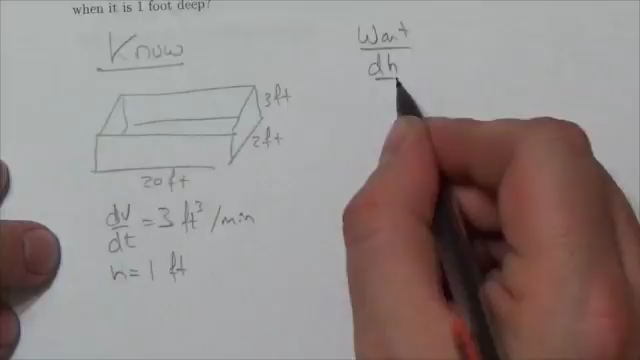 when it is 1 foot deep?
Know
Want
dh
3 ft
2 ft
20 ft
dV/dt = 3 ft³/min
h = 1 ft